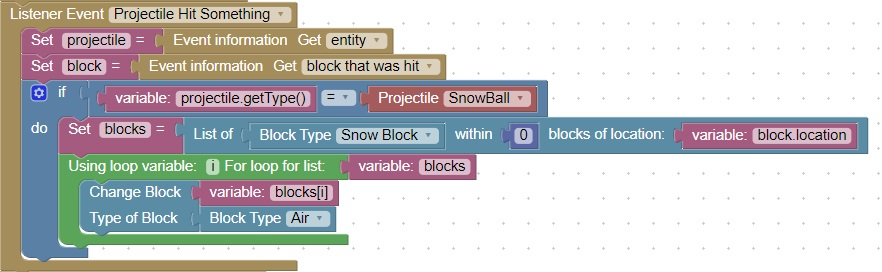 Listener Event Projectile Hit Something
Set projectile = Event information Get entity
Set block = Event information Get block that was hit
if variable: projectile.getType() = Projectile SnowBall
do Set blocks = List of Block Type Snow Block within 0 blocks of location: variable: block.location
Using loop variable: i For loop for list: variable: blocks
Change Block variable: blocks[i]
Type of Block Block Type Air